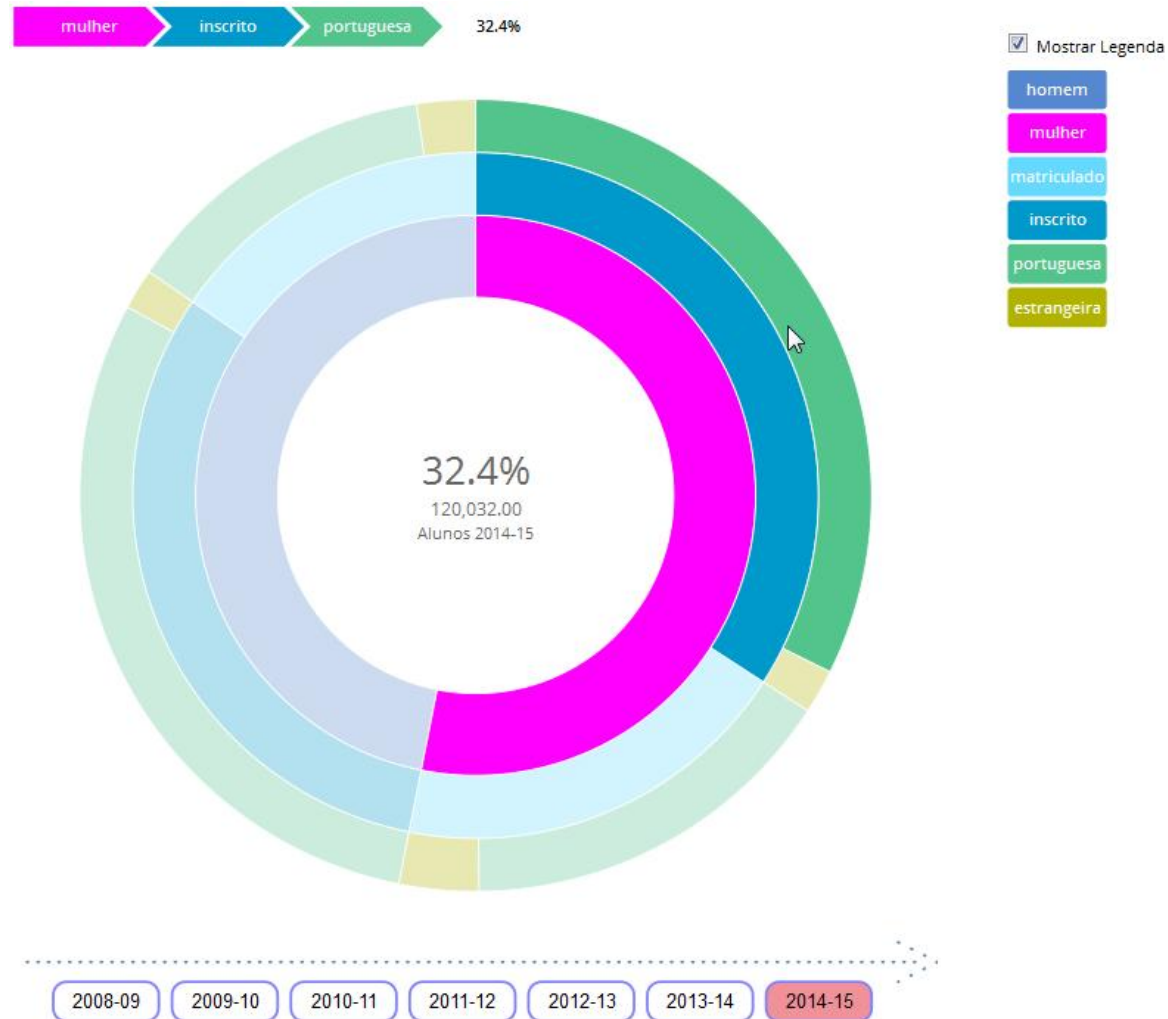 mulher inscrito portuguesa 32.4%
Mostrar Legenda
homem
mulher
matriculado
inscrito
portuguesa
estrangeira
32.4%
120,032.00
Alunos 2014-15
2008-09 2009-10 2010-11 2011-12 2012-13 2013-14 2014-15